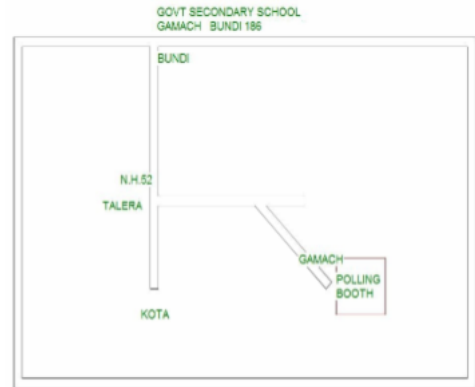 GOVT SECONDARY SCHOOL
GAMACH BUNDI 186
BUNDI
N.H.52
TALERA
GAMACH
POLLING
BOOTH
KOTA